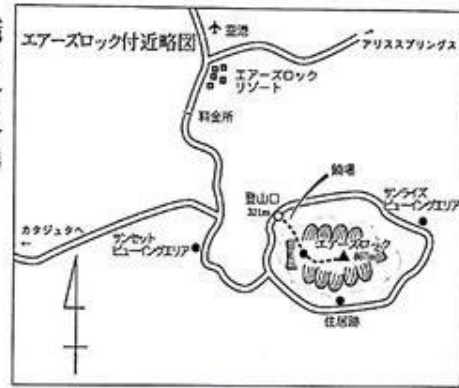 エアーズロック付近略図
空港
アリススプリングス
エアーズロック
リゾート
料金所
鎖場
登山口
321m
サンライズ
ビューイングエリア
カタジュタへ
サンセット
ビューイングエリア
エアーズロック
住居跡